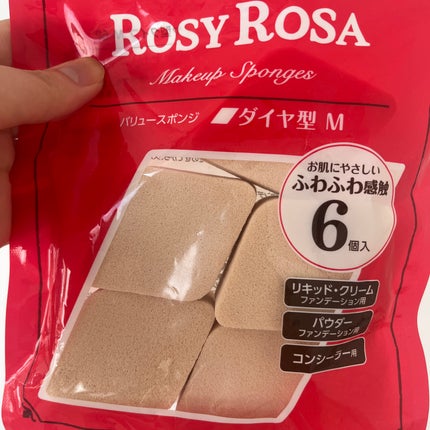 ROSY ROSA
Makeup Sponges
バリュースポンジ
ダイヤ型 M
お肌にやさしい
ふわふわ感触
6個入
リキッド・クリーム
ファンデーション用
パウダー
ファンデーション用
コンシーラー用